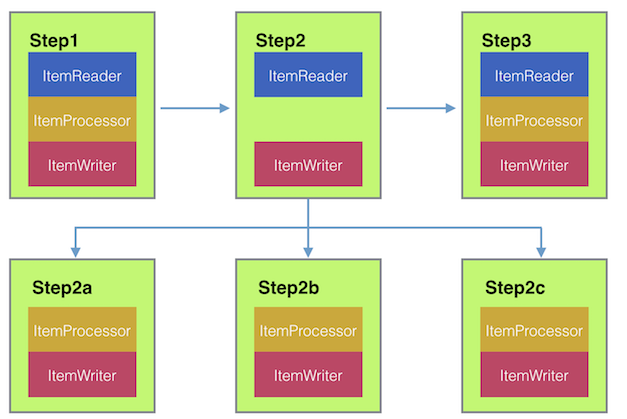 Step1
ItemReader
ItemProcessor
ItemWriter
Step2
ItemReader
ItemWriter
Step3
ItemReader
ItemProcessor
ItemWriter
Step2a
ItemProcessor
ItemWriter
Step2b
ItemProcessor
ItemWriter
Step2c
ItemProcessor
ItemWriter